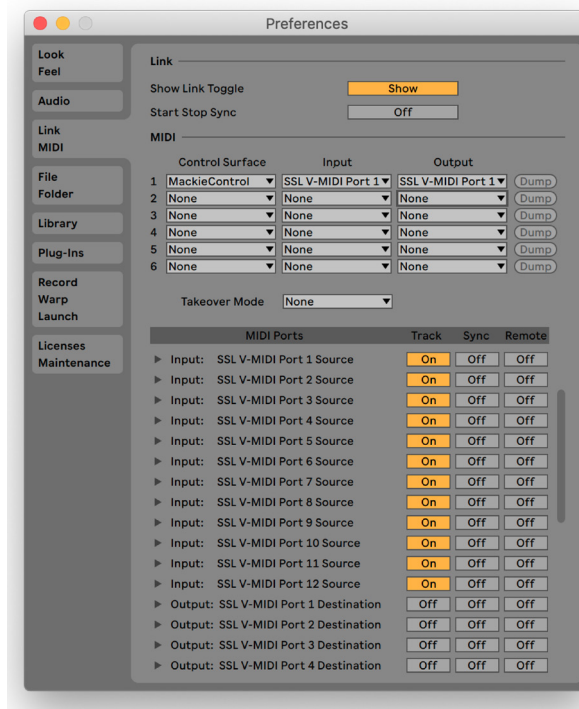 Preferences
Look
Feel
Audio
Link
MIDI
File
Folder
Library
Plug-Ins
Record
Warp
Launch
Licenses
Maintenance
Link
Show Link Toggle Show
Start Stop Sync Off
MIDI
Control Surface Input Output
1 MackieControl SSL V-MIDI Port 1 SSL V-MIDI Port 1 Dump
2 None None None Dump
3 None None None Dump
4 None None None Dump
5 None None None Dump
6 None None None Dump
Takeover Mode None
MIDI Ports Track Sync Remote
Input: SSL V-MIDI Port 1 Source On Off Off
Input: SSL V-MIDI Port 2 Source On Off Off
Input: SSL V-MIDI Port 3 Source On Off Off
Input: SSL V-MIDI Port 4 Source On Off Off
Input: SSL V-MIDI Port 5 Source On Off Off
Input: SSL V-MIDI Port 6 Source On Off Off
Input: SSL V-MIDI Port 7 Source On Off Off
Input: SSL V-MIDI Port 8 Source On Off Off
Input: SSL V-MIDI Port 9 Source On Off Off
Input: SSL V-MIDI Port 10 Source On Off Off
Input: SSL V-MIDI Port 11 Source On Off Off
Input: SSL V-MIDI Port 12 Source On Off Off
Output: SSL V-MIDI Port 1 Destination Off Off Off
Output: SSL V-MIDI Port 2 Destination Off Off Off
Output: SSL V-MIDI Port 3 Destination Off Off Off
Output: SSL V-MIDI Port 4 Destination Off Off Off